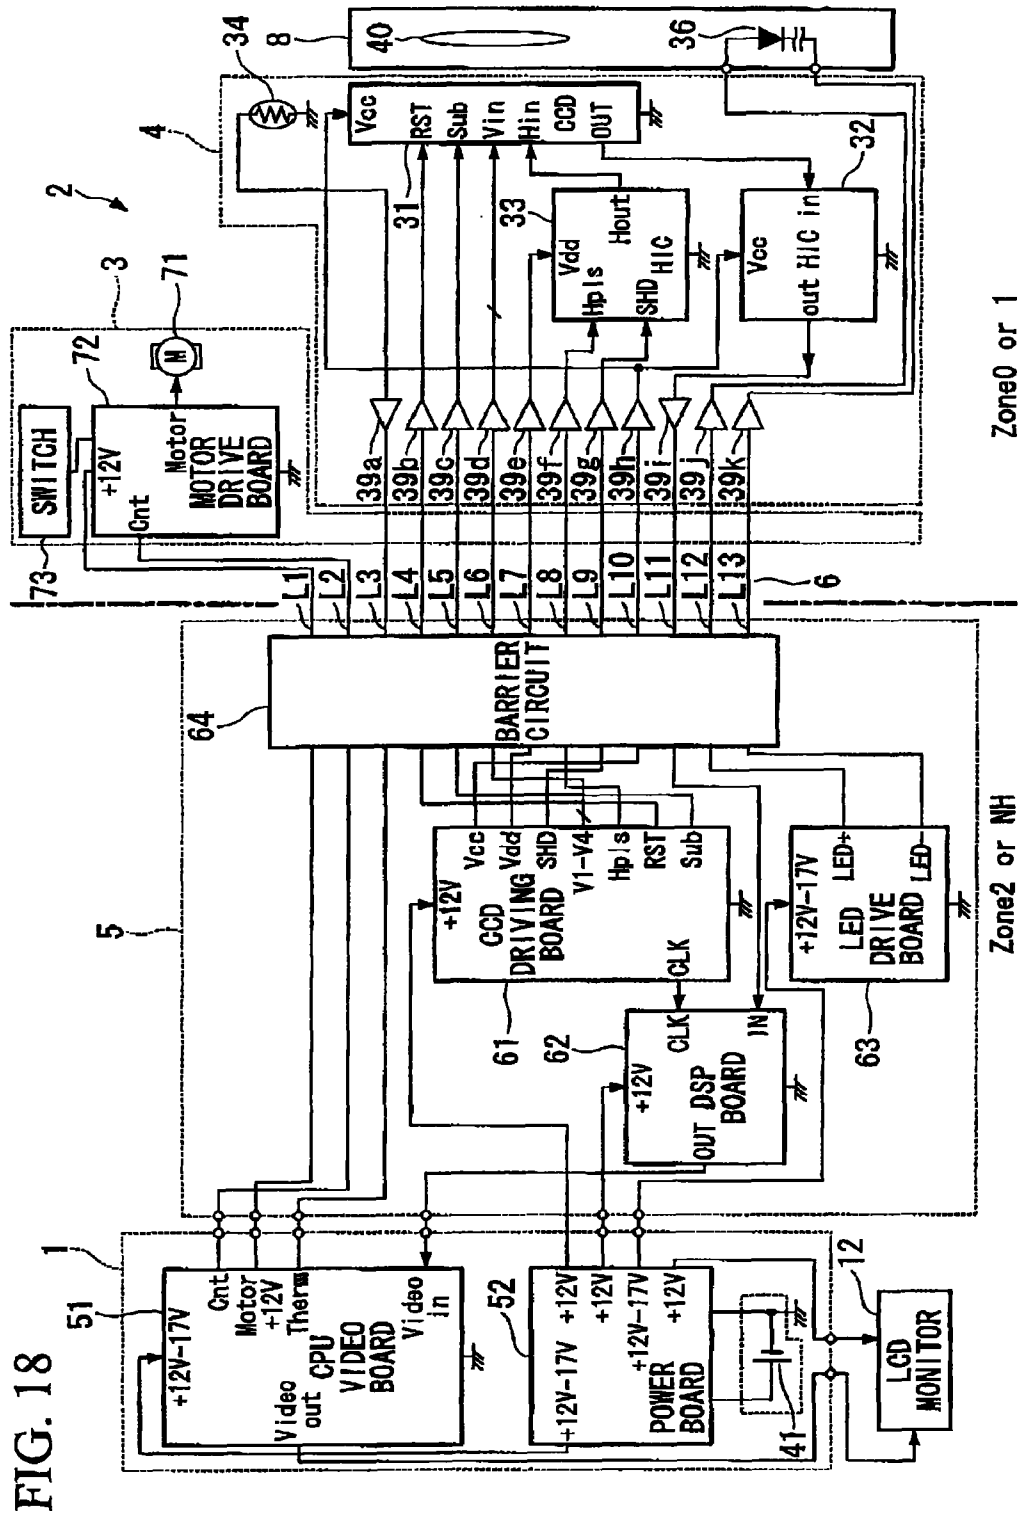 FIG. 18
1
51
+12V-17V
Cnt
Motor
+12V
Therm
CPU
VIDEO
BOARD
Video
out
Video
in
52
+12V-17V
+12V
+12V
+12V-17V
+12V
POWER
BOARD
41
12
LCD
MONITOR
5
64
BARRIER
CIRCUIT
61
+12V
CCD
DRIVING
BOARD
Vcc
Vdd
SHD
V1-V4
Hpls
RST
Sub
CLK
62
+12V
CLK
IN
OUT
DSP
BOARD
63
+12V-17V
LED
DRIVE
BOARD
LED+
LED-
Zone2 or NH
L1
L2
L3
L4
L5
L6
L7
L8
L9
L10
L11
L12
L13
6
2
3
73
SWITCH
72
+12V
Cnt
Motor
MOTOR
DRIVE
BOARD
71
M
4
34
39a
39b
39c
39d
39e
39f
39g
39h
39i
39j
39k
31
Vcc
RST
Sub
Vin
Hin
CCD
OUT
33
Vdd
Hpls
Hout
SHD
HIC
32
Vcc
out HIC in
8
40
36
Zone0 or 1